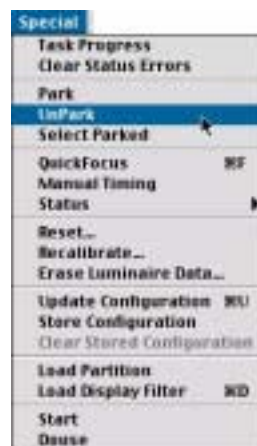 Special
Task Progress
Clear Status Errors
Park
UnPark
Select Parked
QuickFocus ⌘F
Manual Timing
Status
Reset...
Recalibrate...
Erase Luminaire Data...
Update Configuration ⌘U
Store Configuration
Clear Stored Configuration
Load Partition
Load Display Filter ⌘D
Start
Douse